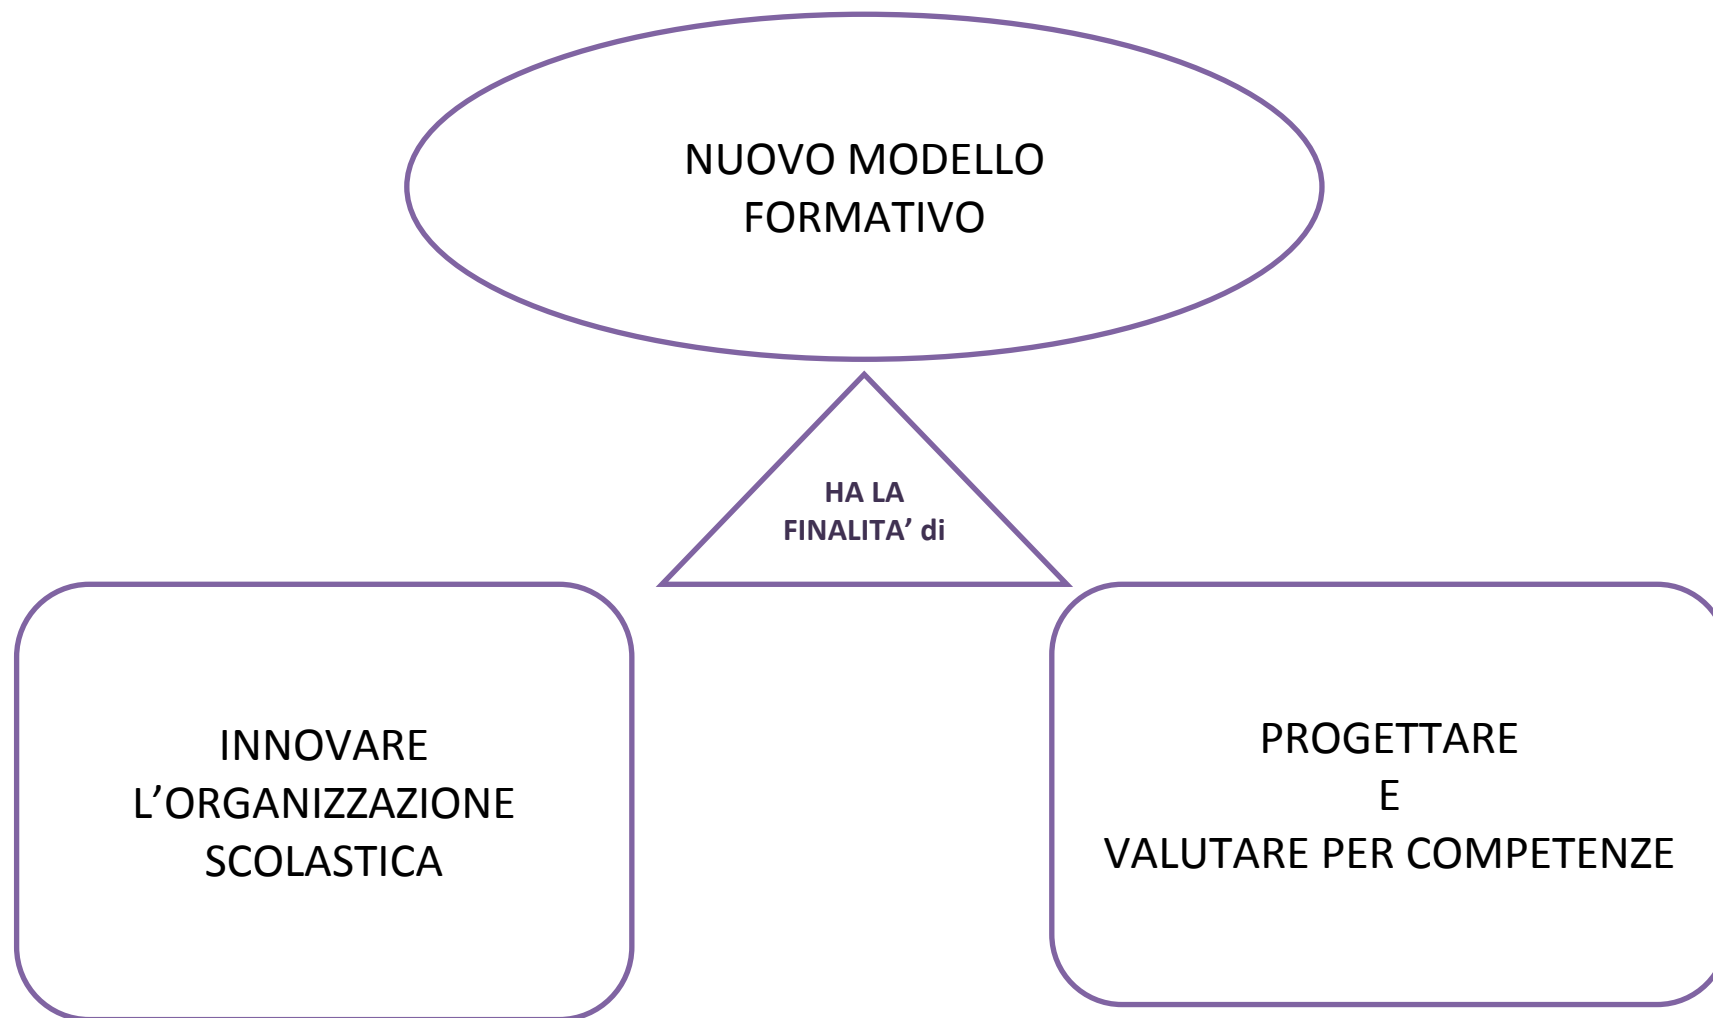 NUOVO MODELLO
FORMATIVO
HA LA
FINALITA’ di
INNOVARE
L’ORGANIZZAZIONE
SCOLASTICA
PROGETTARE
E
VALUTARE PER COMPETENZE